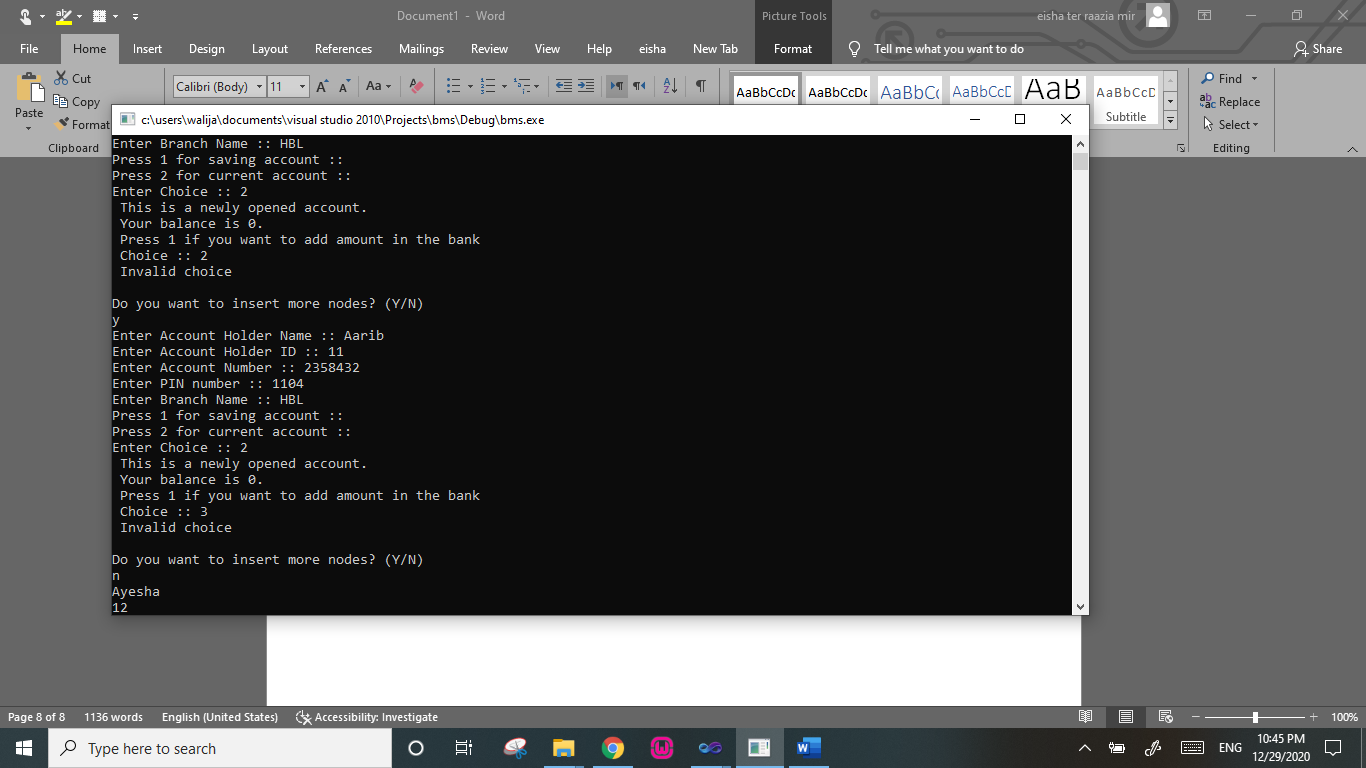 Document1 - Word
Picture Tools
eisha ter raazia mir
File Home Insert Design Layout References Mailings Review View Help eisha New Tab Format Tell me what you want to do Share
Paste
Cut
Copy
Format
Clipboard
Calibri (Body) 11
Aa
AaBbCcDc AaBbCcDc AaBbC AaBbCcD AaB AaBbCcD
Subtitle
Find
Replace
Select
Editing
c:\users\walija\documents\visual studio 2010\Projects\bms\Debug\bms.exe
Enter Branch Name :: HBL
Press 1 for saving account ::
Press 2 for current account ::
Enter Choice :: 2
This is a newly opened account.
Your balance is 0.
Press 1 if you want to add amount in the bank
Choice :: 2
Invalid choice
Do you want to insert more nodes? (Y/N)
y
Enter Account Holder Name :: Aarib
Enter Account Holder ID :: 11
Enter Account Number :: 2358432
Enter PIN number :: 1104
Enter Branch Name :: HBL
Press 1 for saving account ::
Press 2 for current account ::
Enter Choice :: 2
This is a newly opened account.
Your balance is 0.
Press 1 if you want to add amount in the bank
Choice :: 3
Invalid choice
Do you want to insert more nodes? (Y/N)
n
Ayesha
12
Page 8 of 8 1136 words English (United States) Accessibility: Investigate 100%
Type here to search
ENG
10:45 PM
12/29/2020